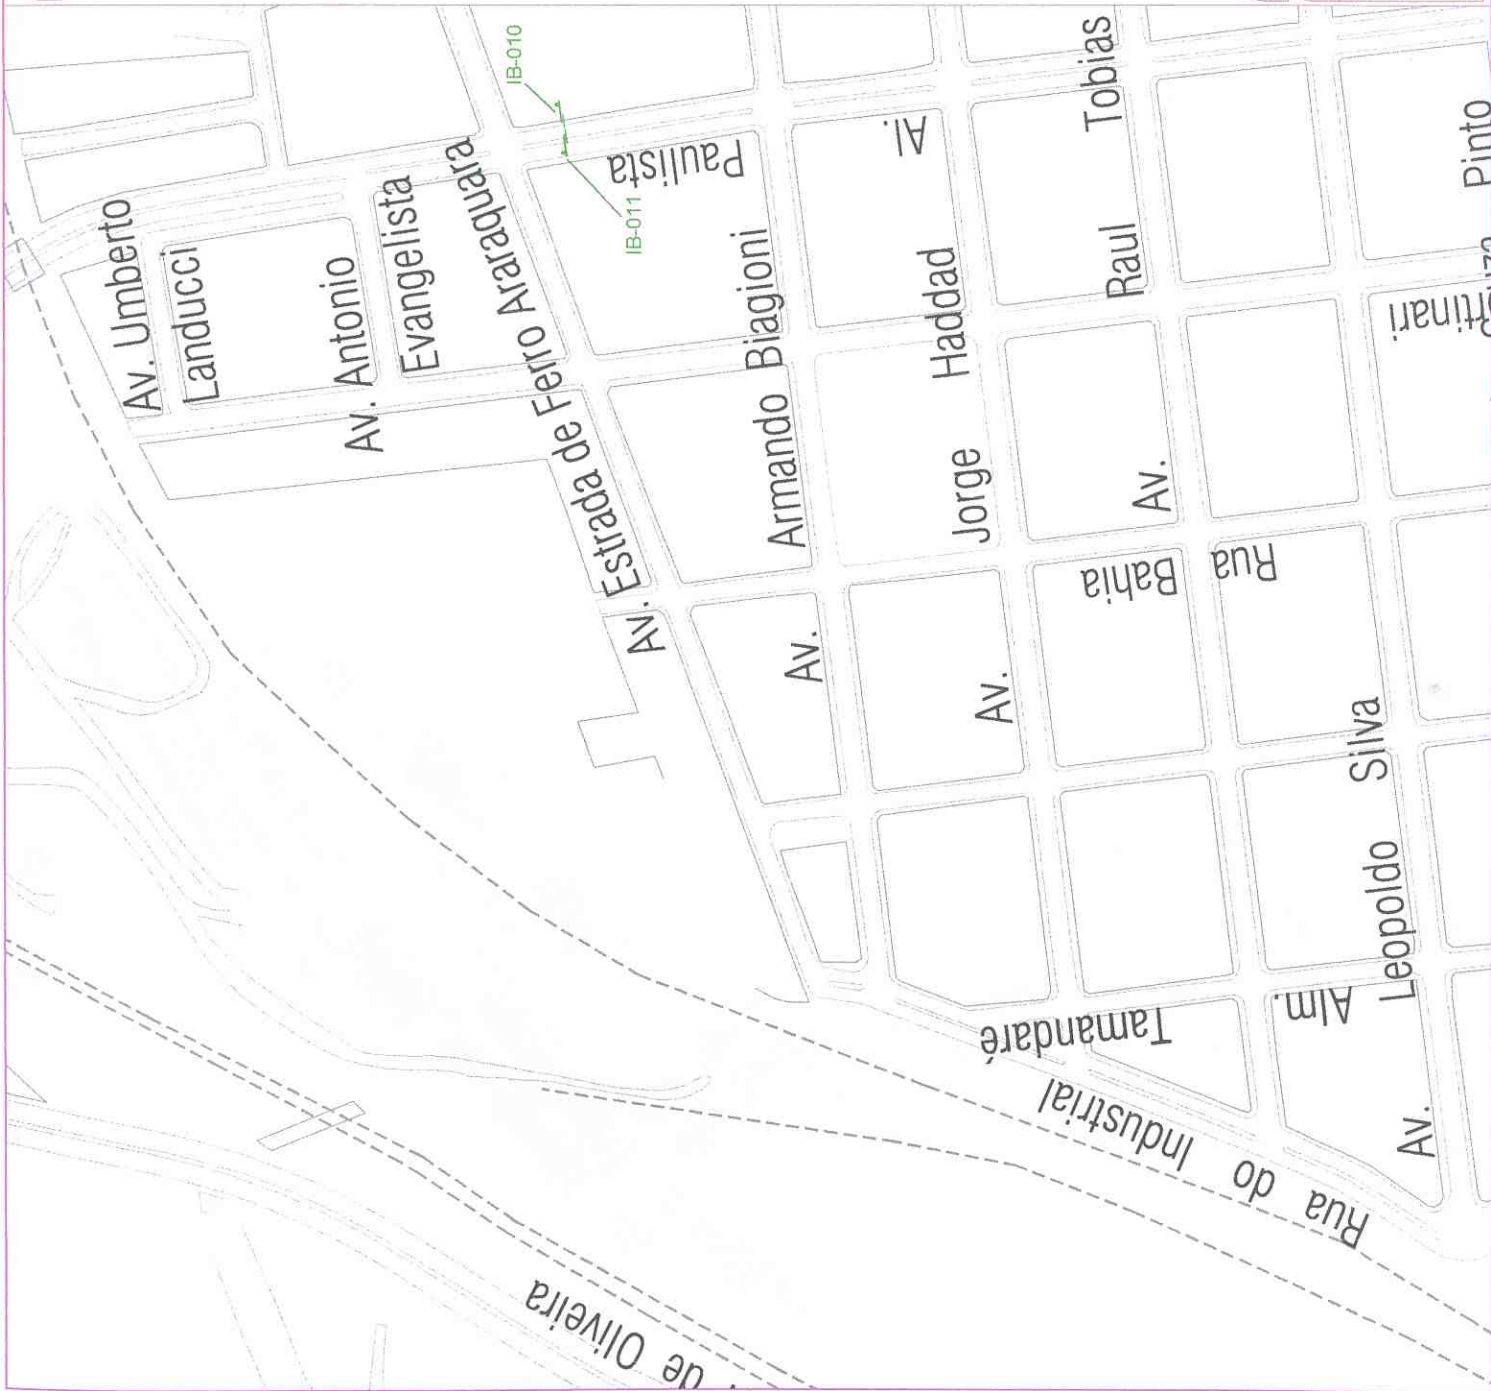 IB-010
IB-011
Al.
Paulista
Tobias
Raul
Av.
Pinto
Av. Umberto
Landucci
Av. Antonio
Evangelista
Av. Estrada de Ferro Araraquara
Armando Biagioni
Av.
Haddad
Jorge
Av.
Rua
Bahia
Silva
Leopoldo
Av.
Alm.
Tamandaré
Rua do Industrial
de Oliveira